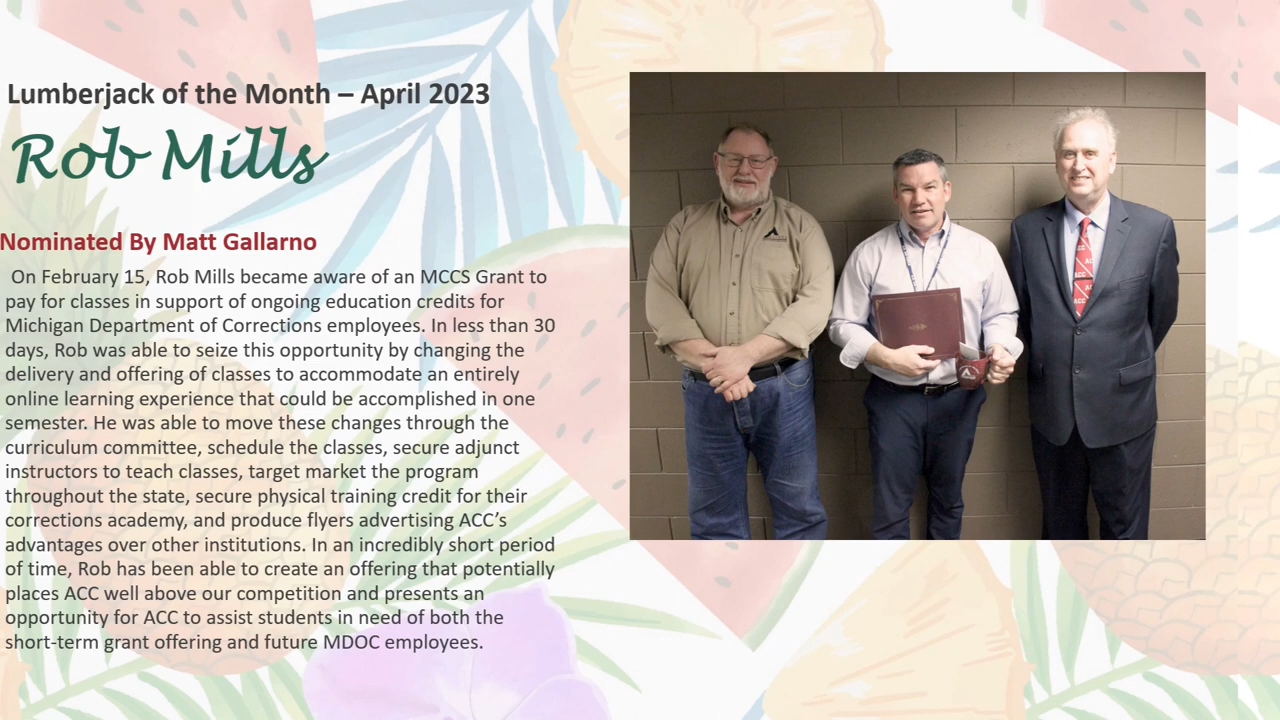 Lumberjack of the Month – April 2023
Rob Mills
Nominated By Matt Gallarno
On February 15, Rob Mills became aware of an MCCS Grant to
pay for classes in support of ongoing education credits for
Michigan Department of Corrections employees. In less than 30
days, Rob was able to seize this opportunity by changing the
delivery and offering of classes to accommodate an entirely
online learning experience that could be accomplished in one
semester. He was able to move these changes through the
curriculum committee, schedule the classes, secure adjunct
instructors to teach classes, target market the program
throughout the state, secure physical training credit for their
corrections academy, and produce flyers advertising ACC’s
advantages over other institutions. In an incredibly short period
of time, Rob has been able to create an offering that potentially
places ACC well above our competition and presents an
opportunity for ACC to assist students in need of both the
short-term grant offering and future MDOC employees.
ACC
ACC